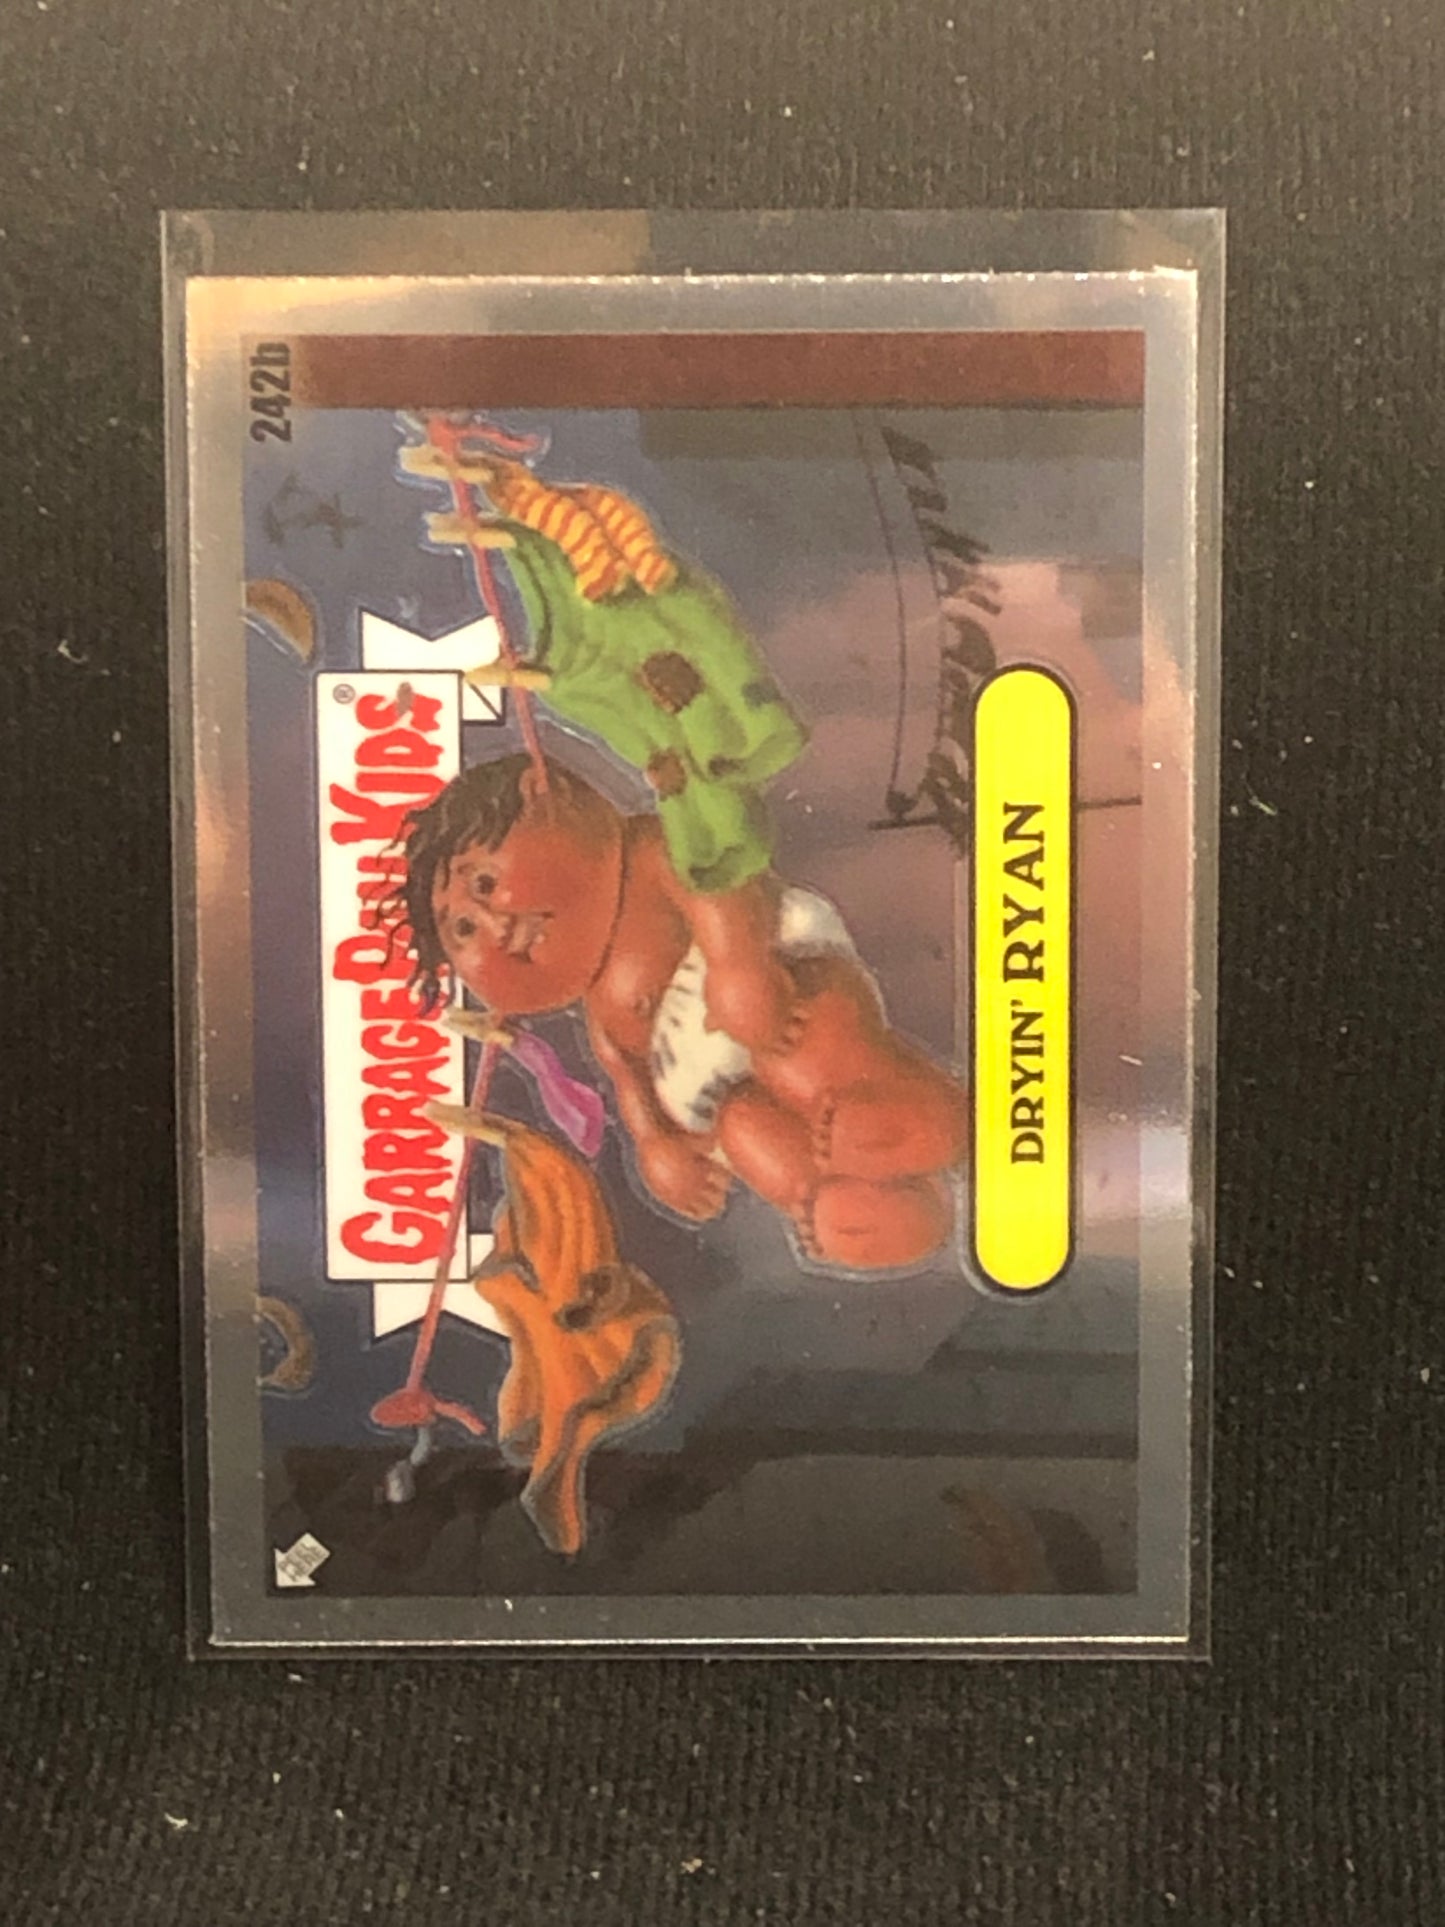 242b
GARBAGE PAIL KIDS®
DRYIN' RYAN